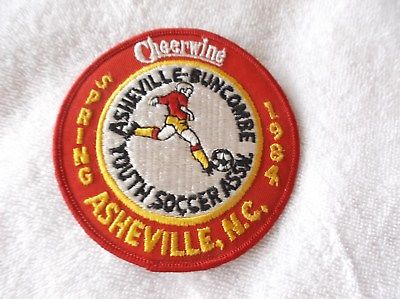 Cheerwine
SPRING 1984
ASHEVILLE-BUNCOMBE
YOUTH SOCCER ASSN.
ASHEVILLE, N.C.